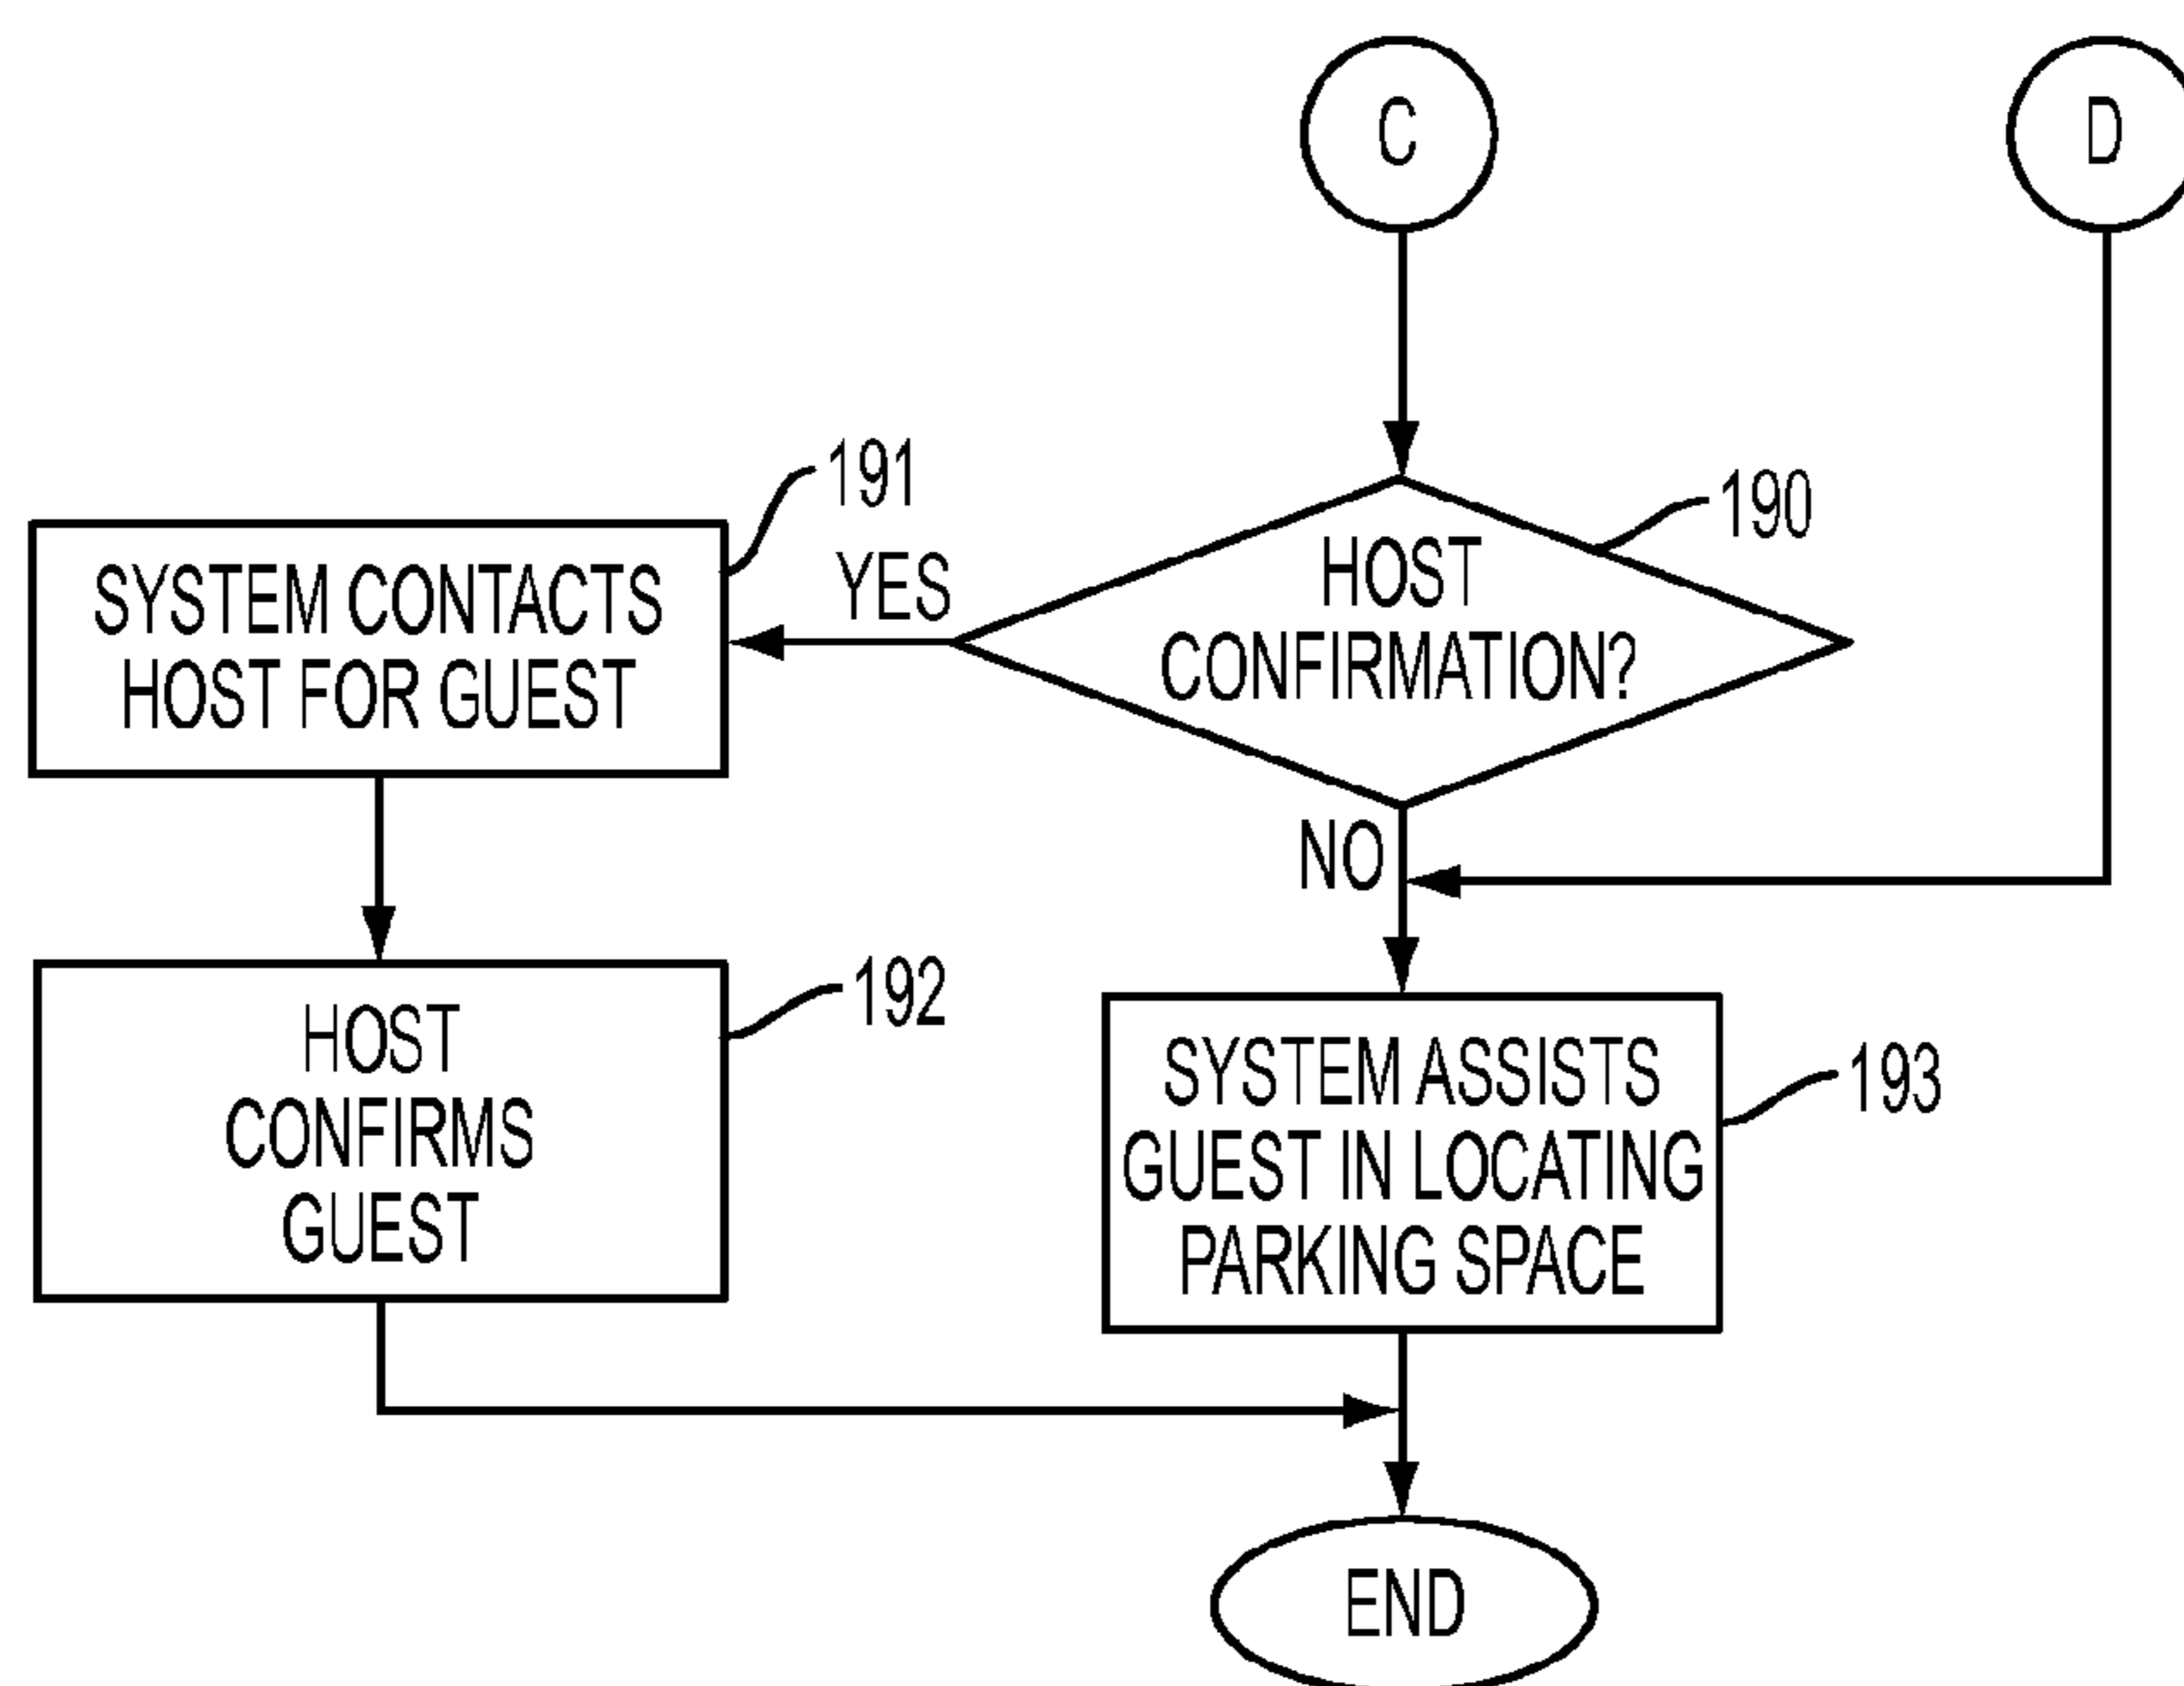 C
D
191
190
SYSTEM CONTACTS
HOST FOR GUEST
YES
HOST
CONFIRMATION?
NO
192
HOST
CONFIRMS
GUEST
193
SYSTEM ASSISTS
GUEST IN LOCATING
PARKING SPACE
END